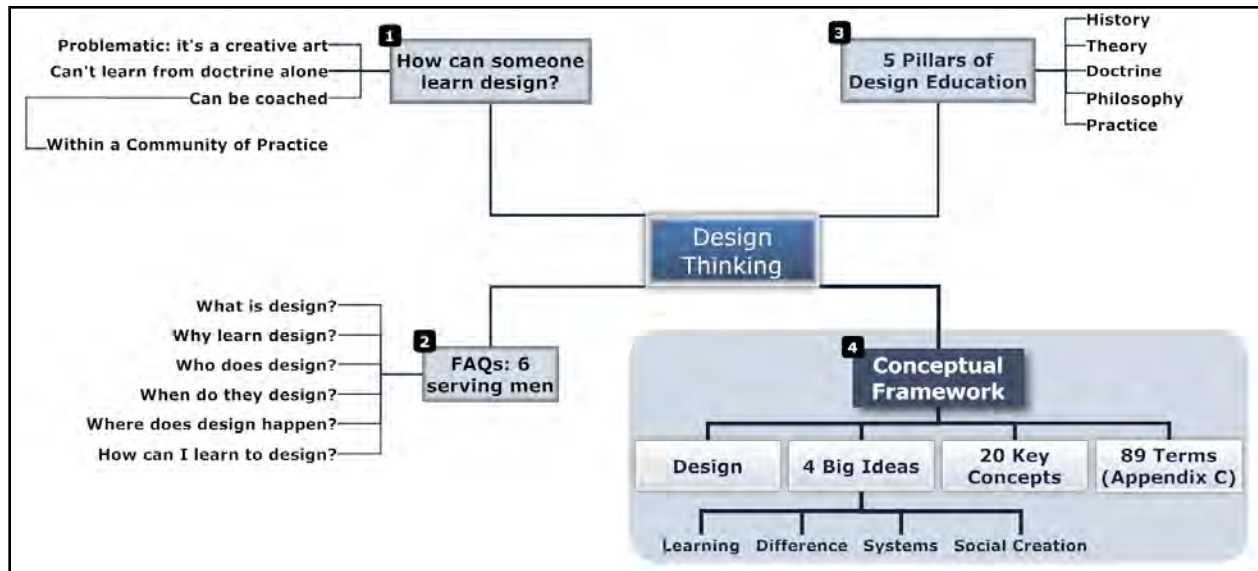 1
How can someone
learn design?
Problematic: it's a creative art
Can't learn from doctrine alone
Can be coached
Within a Community of Practice
3
5 Pillars of
Design Education
History
Theory
Doctrine
Philosophy
Practice
Design
Thinking
2
FAQs: 6
serving men
What is design?
Why learn design?
Who does design?
When do they design?
Where does design happen?
How can I learn to design?
4
Conceptual
Framework
Design
4 Big Ideas
20 Key
Concepts
89 Terms
(Appendix C)
Learning
Difference
Systems
Social Creation